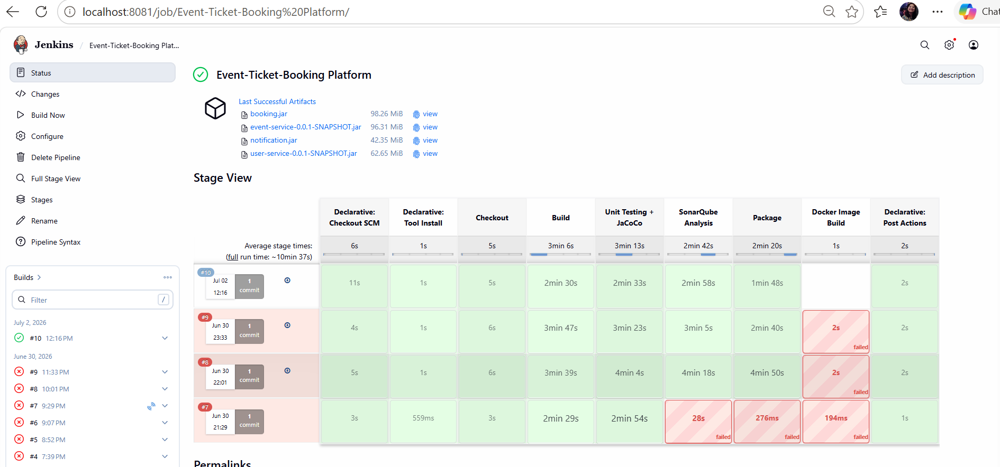 localhost:8081/job/Event-Ticket-Booking%20Platform/
Chat
Jenkins / Event-Ticket-Booking Plat...
Status
Changes
Build Now
Configure
Delete Pipeline
Full Stage View
Stages
Rename
Pipeline Syntax
Builds
Filter /
July 2, 2026
#10 12:16 PM
June 30, 2026
#9 11:33 PM
#8 10:01 PM
#7 9:29 PM
#6 9:07 PM
#5 8:52 PM
#4 7:39 PM
Event-Ticket-Booking Platform
Add description
Last Successful Artifacts
booking.jar 98.26 MiB view
event-service-0.0.1-SNAPSHOT.jar 96.31 MiB view
notification.jar 42.35 MiB view
user-service-0.0.1-SNAPSHOT.jar 62.65 MiB view
Stage View
Declarative: Checkout SCM
Declarative: Tool Install
Checkout
Build
Unit Testing + JaCoCo
SonarQube Analysis
Package
Docker Image Build
Declarative: Post Actions
Average stage times:
(full run time: ~10min 37s)
6s 1s 5s 3min 6s 3min 13s 2min 42s 2min 20s 1s 2s
#10
Jul 02 12:16
1 commit
11s 1s 5s 2min 30s 2min 33s 2min 58s 1min 48s 2s
#9
Jun 30 23:33
1 commit
4s 1s 6s 3min 47s 3min 23s 3min 5s 2min 40s 2s failed 2s
#8
Jun 30 22:01
1 commit
5s 1s 6s 3min 39s 4min 4s 4min 18s 4min 50s 2s failed 2s
#7
Jun 30 21:29
1 commit
3s 559ms 3s 2min 29s 2min 54s 28s failed 276ms failed 194ms failed 1s
Permalinks